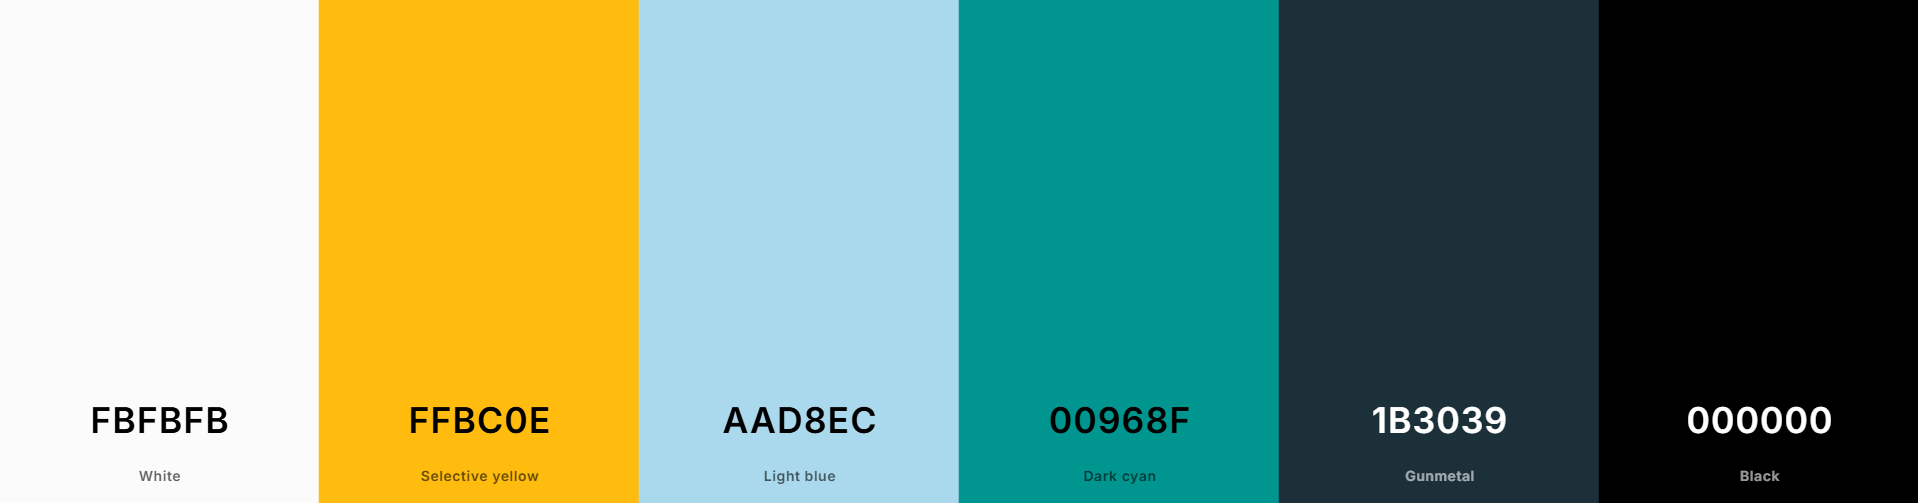 FBFBFB
White
FFBC0E
Selective yellow
AAD8EC
Light blue
00968F
Dark cyan
1B3039
Gunmetal
000000
Black